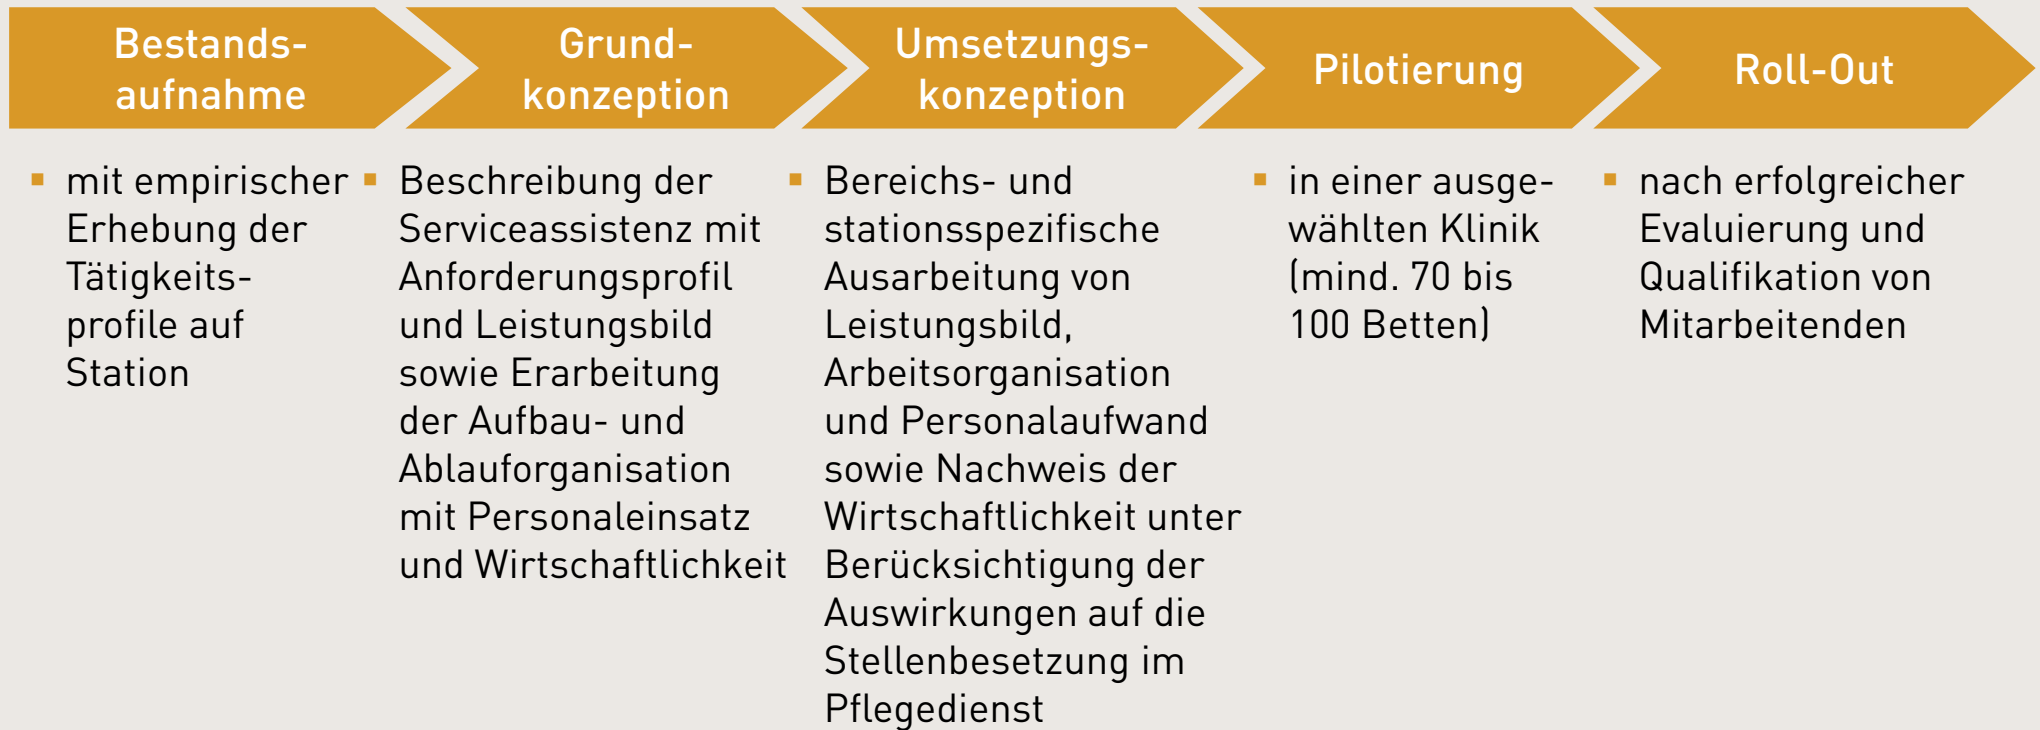 Bestands-
aufnahme
Grund-
konzeption
Umsetzungs-
konzeption
Pilotierung
Roll-Out
▪ mit empirischer
Erhebung der
Tätigkeits-
profile auf
Station
▪ Beschreibung der
Serviceassistenz mit
Anforderungsprofil
und Leistungsbild
sowie Erarbeitung
der Aufbau- und
Ablauforganisation
mit Personaleinsatz
und Wirtschaftlichkeit
▪ Bereichs- und
stationsspezifische
Ausarbeitung von
Leistungsbild,
Arbeitsorganisation
und Personalaufwand
sowie Nachweis der
Wirtschaftlichkeit unter
Berücksichtigung der
Auswirkungen auf die
Stellenbesetzung im
Pflegedienst
▪ in einer ausge-
wählten Klinik
(mind. 70 bis
100 Betten)
▪ nach erfolgreicher
Evaluierung und
Qualifikation von
Mitarbeitenden